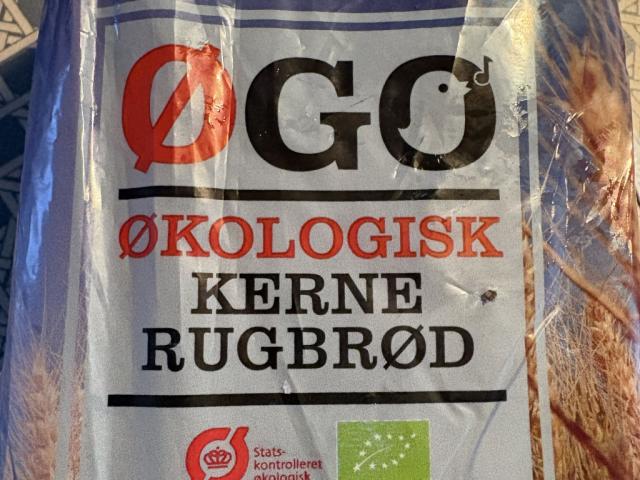 ØGO
ØKOLOGISK
KERNE
RUGBRØD
Stats-
kontrolleret
økologisk